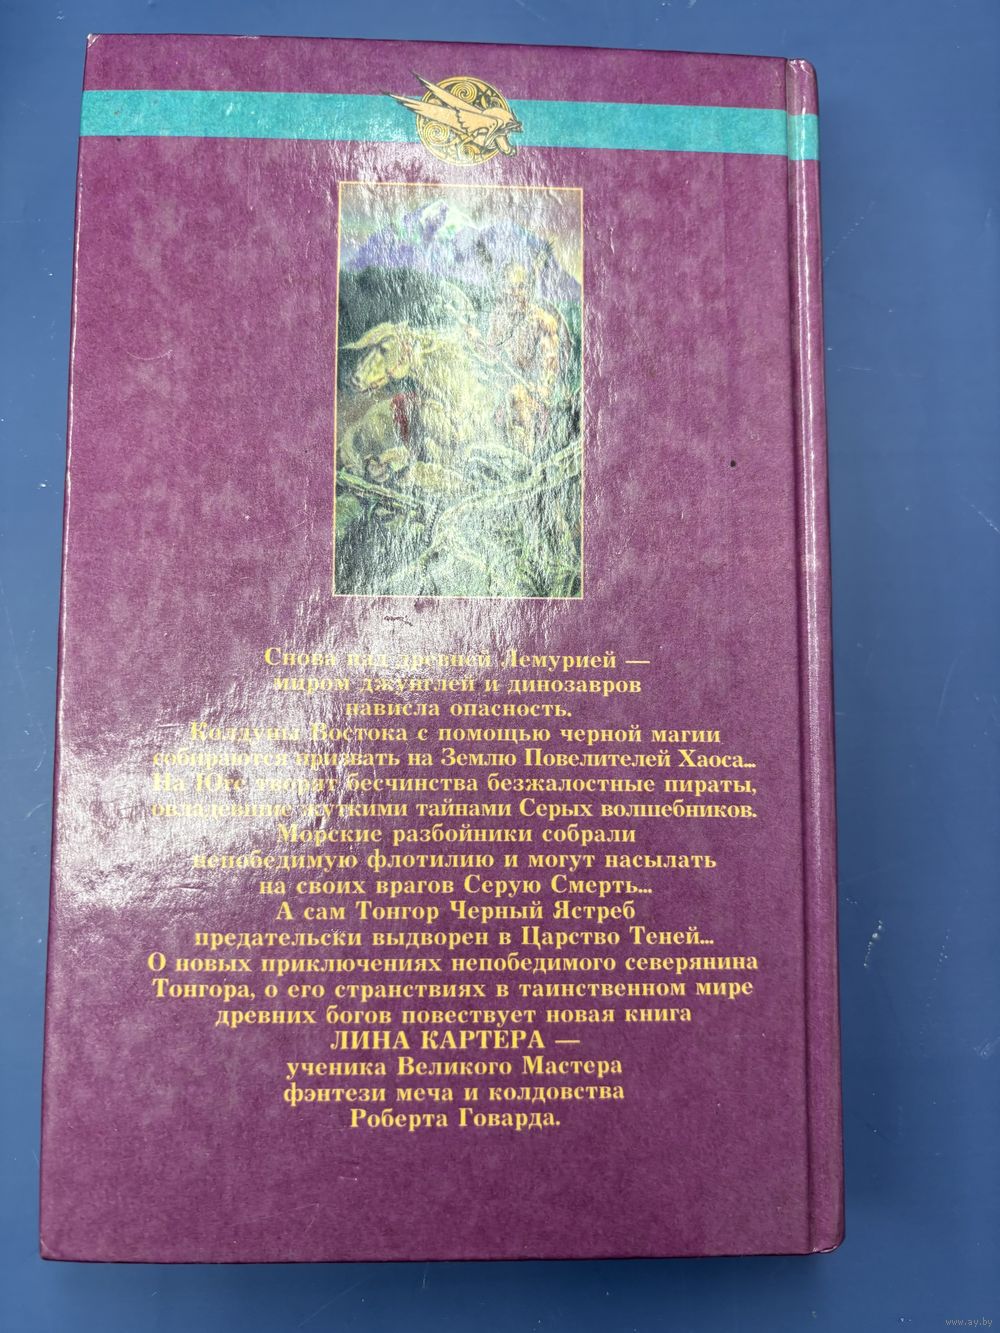 Снова над древней Лемурией —
миром джунглей и динозавров
нависла опасность.
Колдуны Востока с помощью черной магии
собираются призвать на Землю Повелителей Хаоса...
На Юге творят бесчинства безжалостные пираты,
овладевшие жуткими тайнами Серых волшебников.
Морские разбойники собрали
непобедимую флотилию и могут насылать
на своих врагов Серую Смерть...
А сам Тонгор Черный Ястреб
предательски выдворен в Царство Теней...
О новых приключениях непобедимого северянина
Тонгора, о его странствиях в таинственном мире
древних богов повествует новая книга
ЛИНА КАРТЕРА —
ученика Великого Мастера
фэнтези меча и колдовства
Роберта Говарда.
www.ay.by